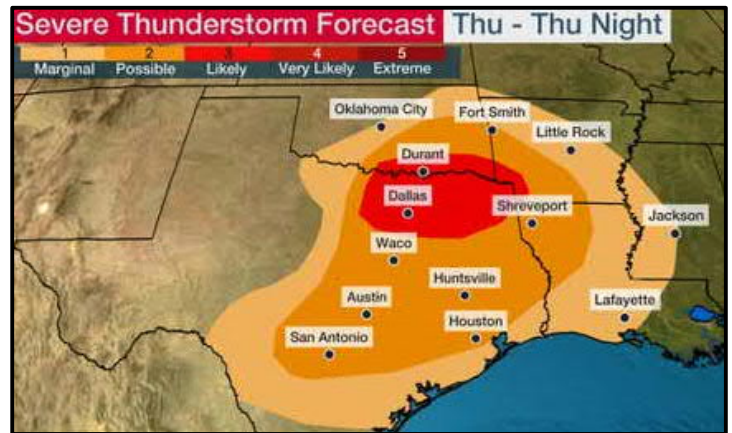 Severe Thunderstorm Forecast Thu - Thu Night
1 2 3 4 5
Marginal Possible Likely Very Likely Extreme
Oklahoma City
Fort Smith
Little Rock
Durant
Dallas
Shreveport
Jackson
Waco
Huntsville
Austin
Lafayette
Houston
San Antonio